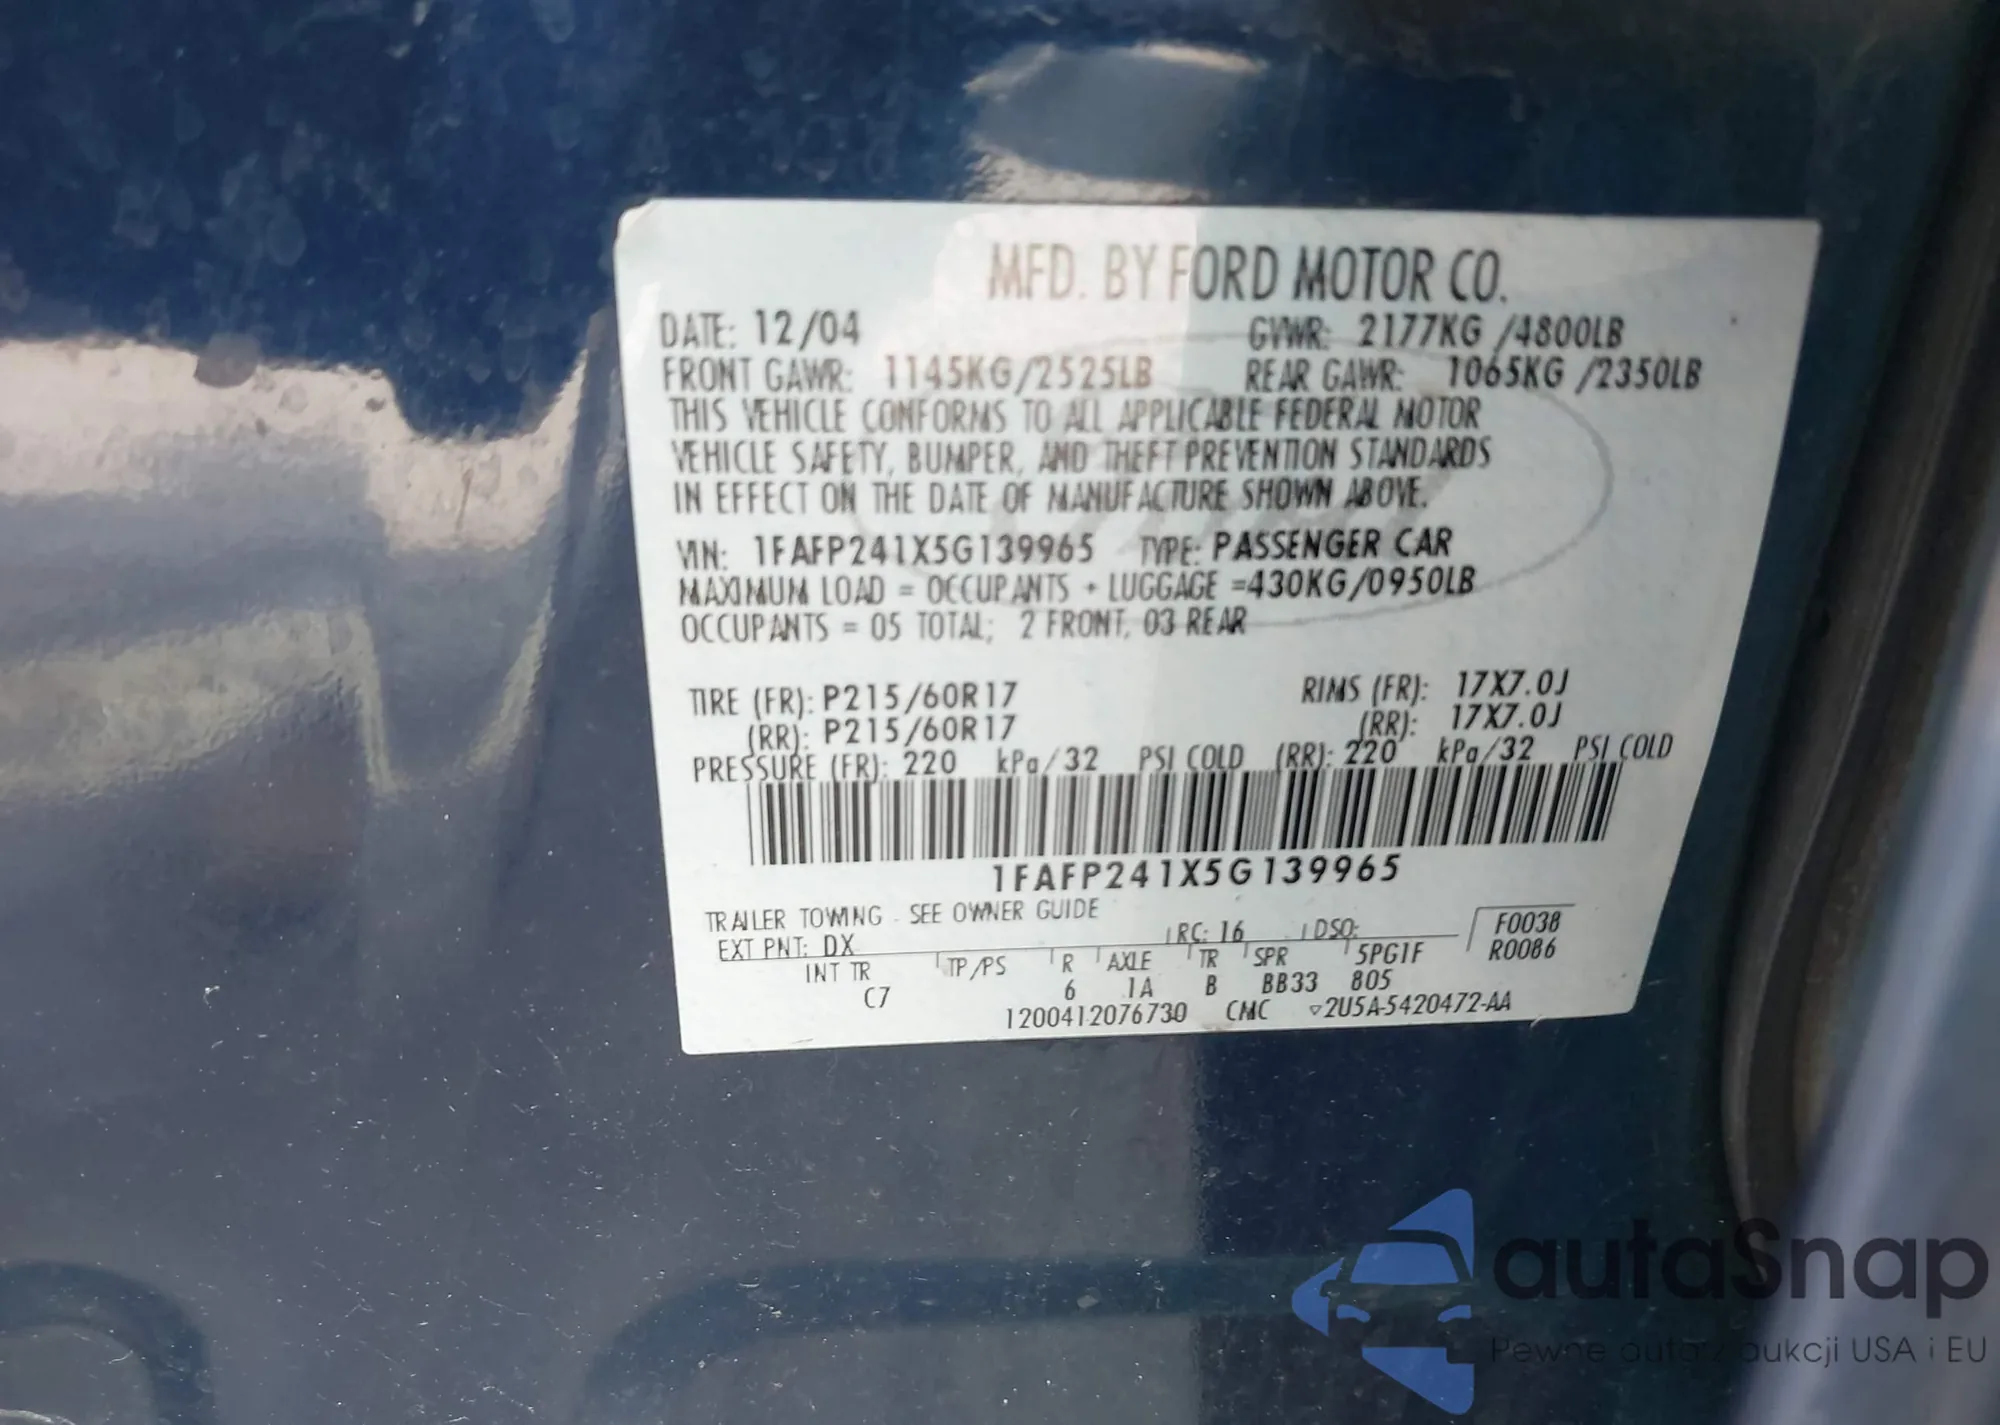 MFD. BY FORD MOTOR CO.
DATE: 12/04 GVWR: 2177KG /4800LB
FRONT GAWR: 1145KG/2525LB REAR GAWR: 1065KG /2350LB
THIS VEHICLE CONFORMS TO ALL APPLICABLE FEDERAL MOTOR
VEHICLE SAFETY, BUMPER, AND THEFT PREVENTION STANDARDS
IN EFFECT ON THE DATE OF MANUFACTURE SHOWN ABOVE.
VIN: 1FAFP241X5G139965 TYPE: PASSENGER CAR
MAXIMUM LOAD = OCCUPANTS + LUGGAGE =430KG/0950LB
OCCUPANTS = 05 TOTAL; 2 FRONT, 03 REAR
TIRE (FR): P215/60R17 RIMS (FR): 17X7.0J
(RR): P215/60R17 (RR): 17X7.0J
PRESSURE (FR): 220 kPa/32 PSI COLD (RR): 220 kPa/32 PSI COLD
1FAFP241X5G139965
TRAILER TOWING - SEE OWNER GUIDE
EXT PNT: DX RC: 16 DSO: F0038
R0086
INT TR TP/PS R AXLE TR SPR 5PG1F
C7 6 1A B BB33 805
1200412076730 CMC ▽2U5A-5420472-AA
autaSnap
Pewne auta z aukcji USA i EU